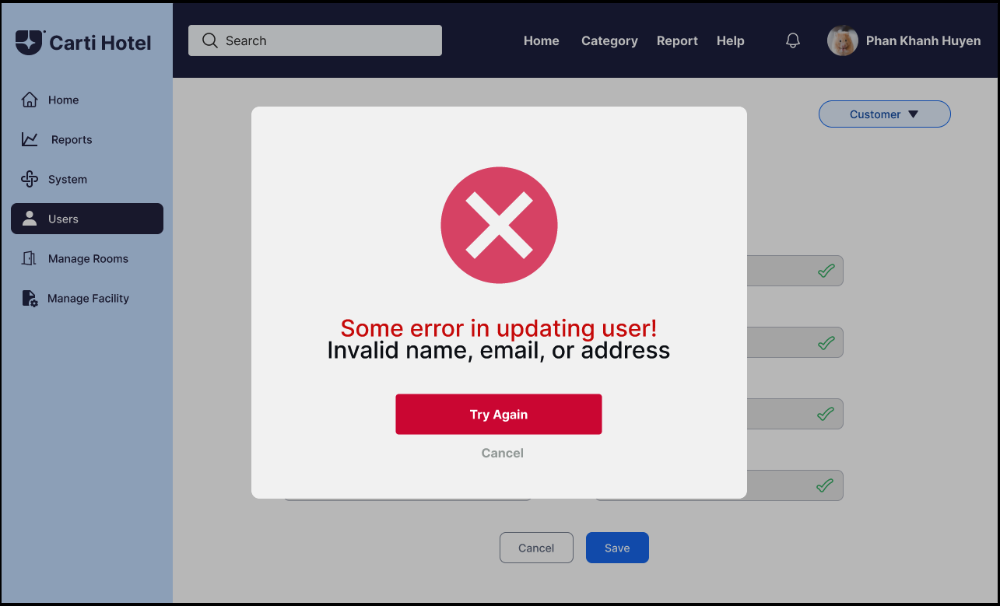 Carti Hotel
Search
Home
Category
Report
Help
Phan Khanh Huyen
Home
Reports
System
Users
Manage Rooms
Manage Facility
Customer
Some error in updating user!
Invalid name, email, or address
Try Again
Cancel
Cancel
Save